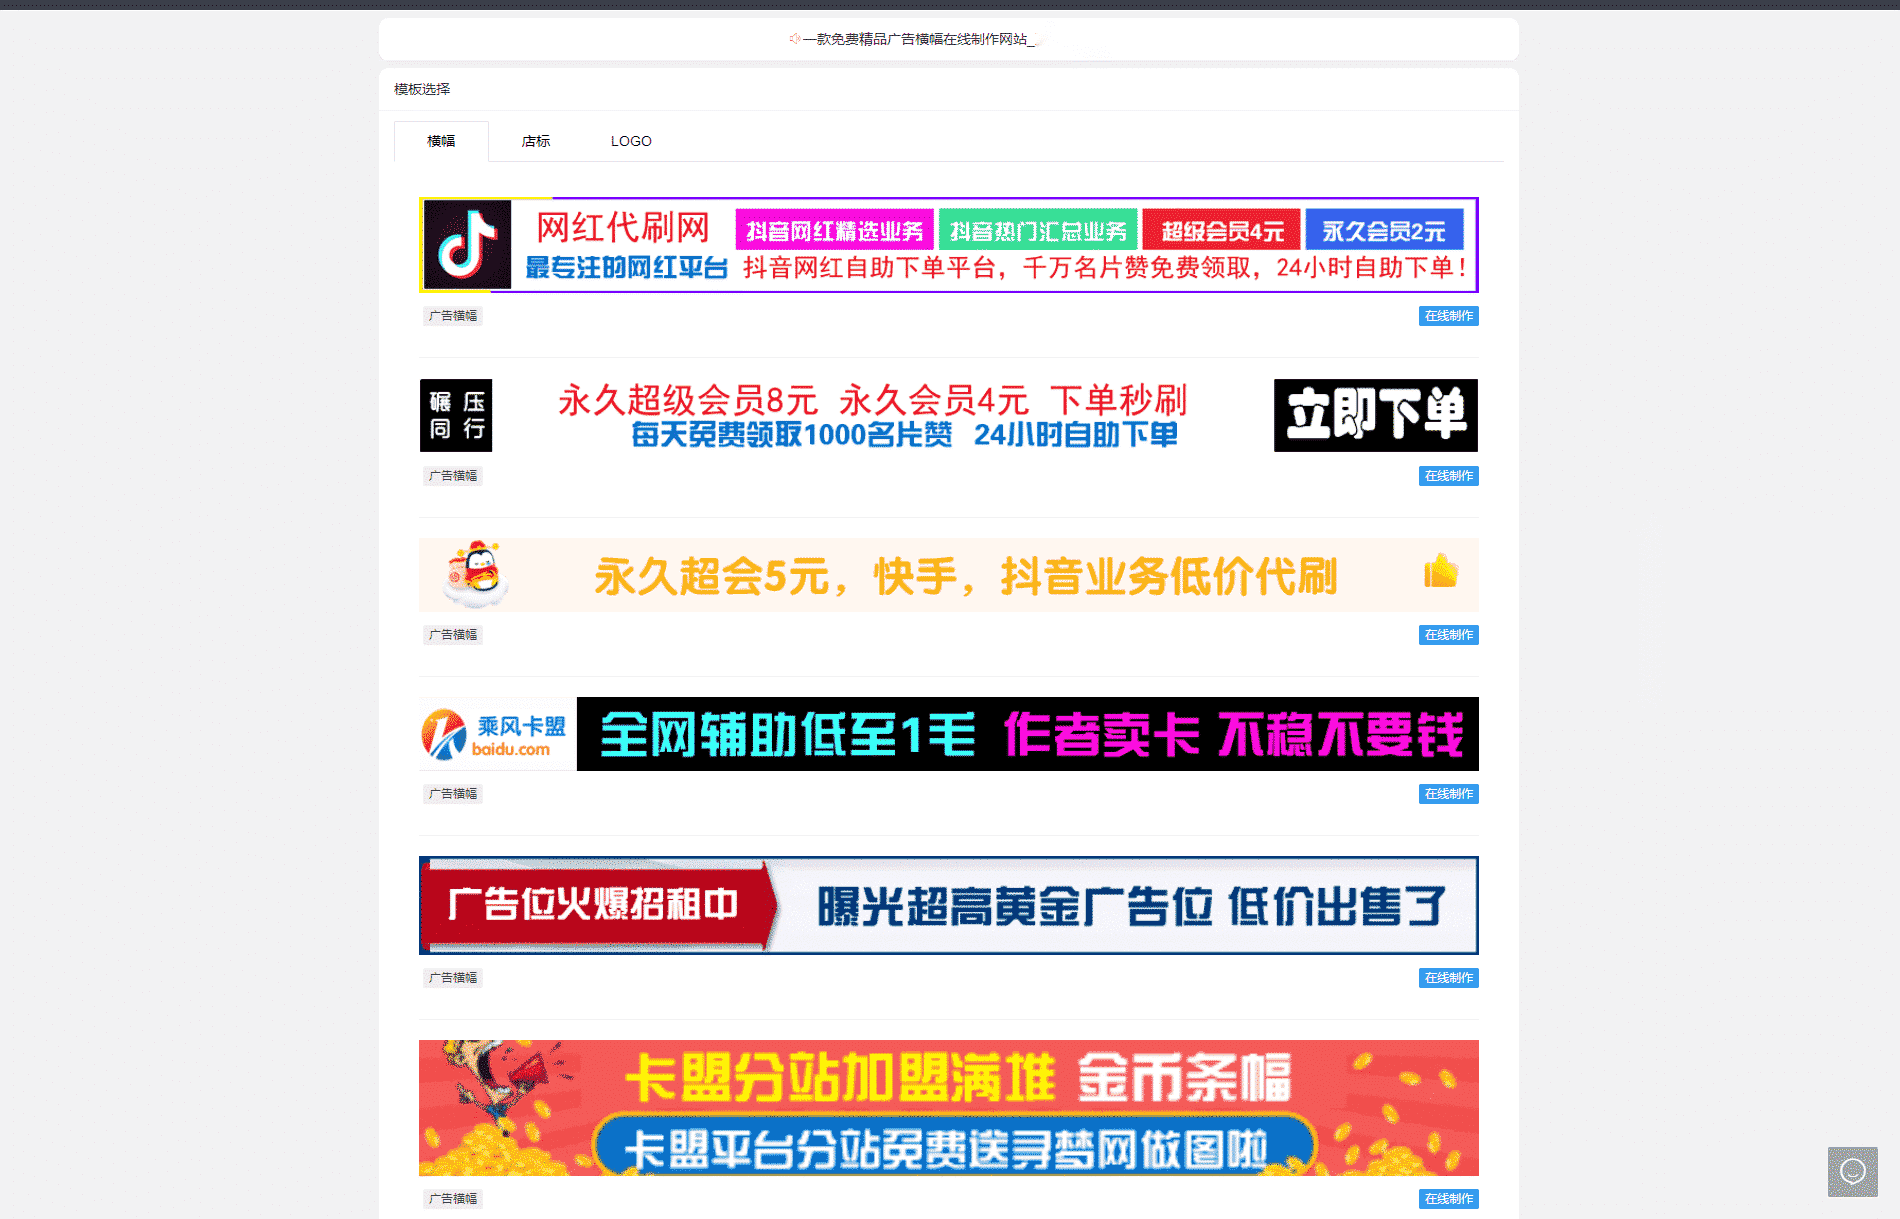 一款免费精品广告横幅在线制作网站_
模板选择
横幅 店标 LOGO
网红代刷网 抖音网红精选业务 抖音热门汇总业务 超级会员4元 永久会员2元
最专注的网红平台 抖音网红自助下单平台，千万名片赞免费领取，24小时自助下单！
广告横幅 在线制作
碾压 永久超级会员8元 永久会员4元 下单秒刷 立即下单
同行 每天免费领取1000名片赞 24小时自助下单
广告横幅 在线制作
永久超会5元，快手，抖音业务低价代刷
广告横幅 在线制作
乘风卡盟 全网辅助低至1毛 作者卖卡 不稳不要钱
baidu.com
广告横幅 在线制作
广告位火爆招租中 曝光超高黄金广告位 低价出售了
广告横幅 在线制作
卡盟分站加盟满堆 金币条幅
卡盟平台分站免费送寻梦网做图啦
广告横幅 在线制作